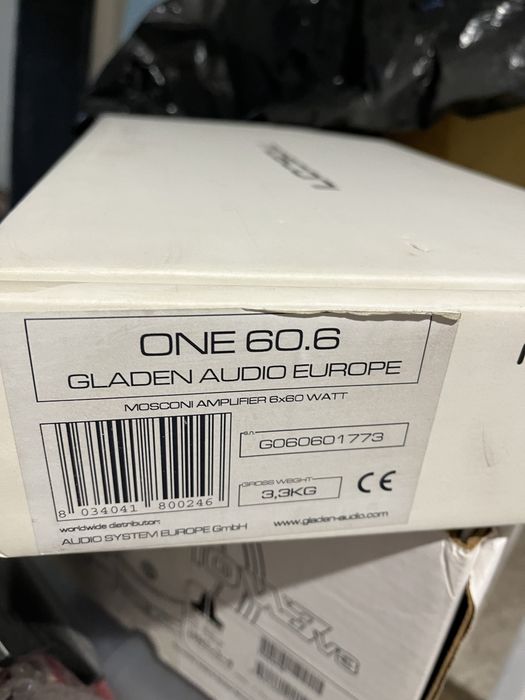 ONE 60.6
GLADEN AUDIO EUROPE
MOSCONI AMPLIFIER 6x60 WATT
s.n.
G060601773
8 034041 800246
GROSS WEIGHT
3,3KG
CE
worldwide distributor:
AUDIO SYSTEM EUROPE GmbH
www.gladen-audio.com